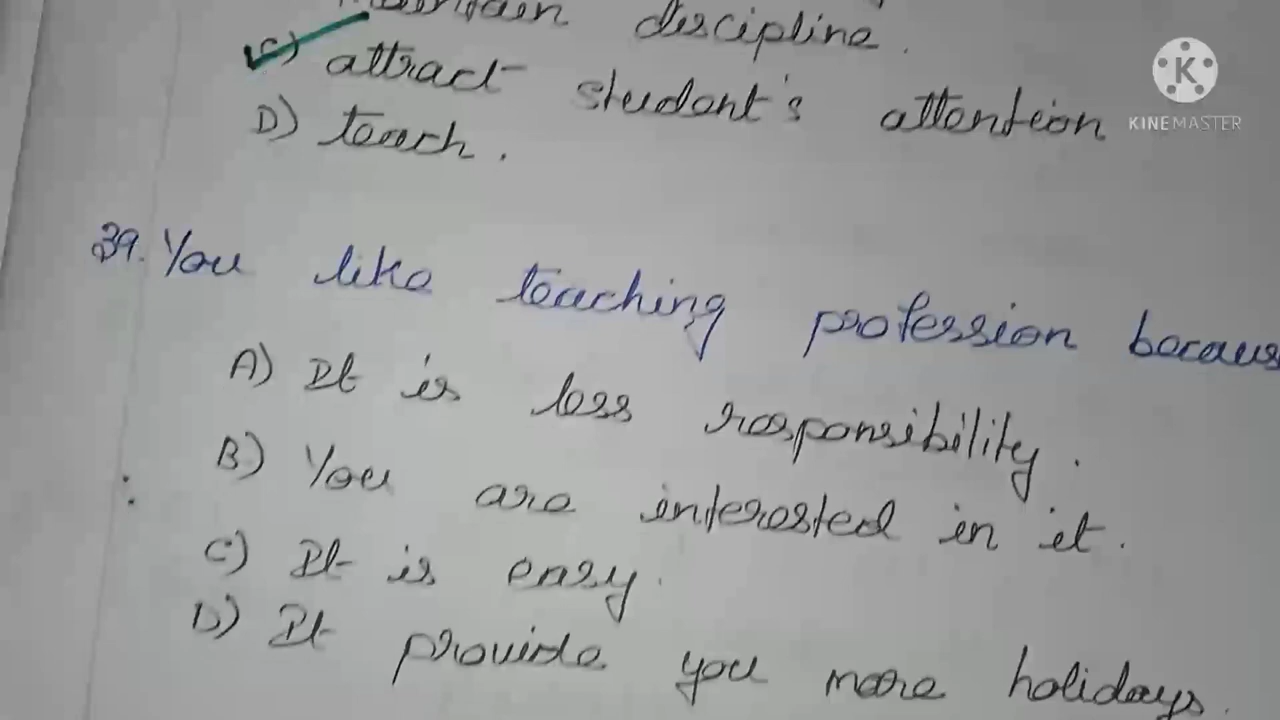 maintain discipline.
C) attract student's attention
D) teach.
KINEMASTER
39. You like teaching profession becaus
A) It is less responsibility.
B) You are interested in it.
C) It is easy.
D) It provide you more holidays.